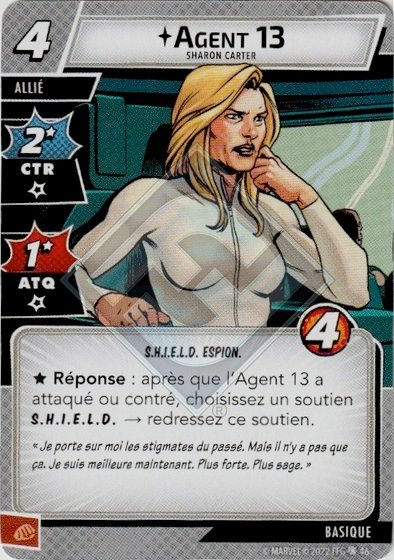 4
AGENT 13
SHARON CARTER
ALLIÉ
2
CTR
1
ATQ
4
S.H.I.E.L.D. ESPION.
★ Réponse : après que l'Agent 13 a
attaqué ou contré, choisissez un soutien
S.H.I.E.L.D. → redressez ce soutien.
« Je porte sur moi les stigmates du passé. Mais il n'y a pas que
ça. Je suis meilleure maintenant. Plus forte. Plus sage. »
®
BASIQUE
© MARVEL © 2022 FFG 46